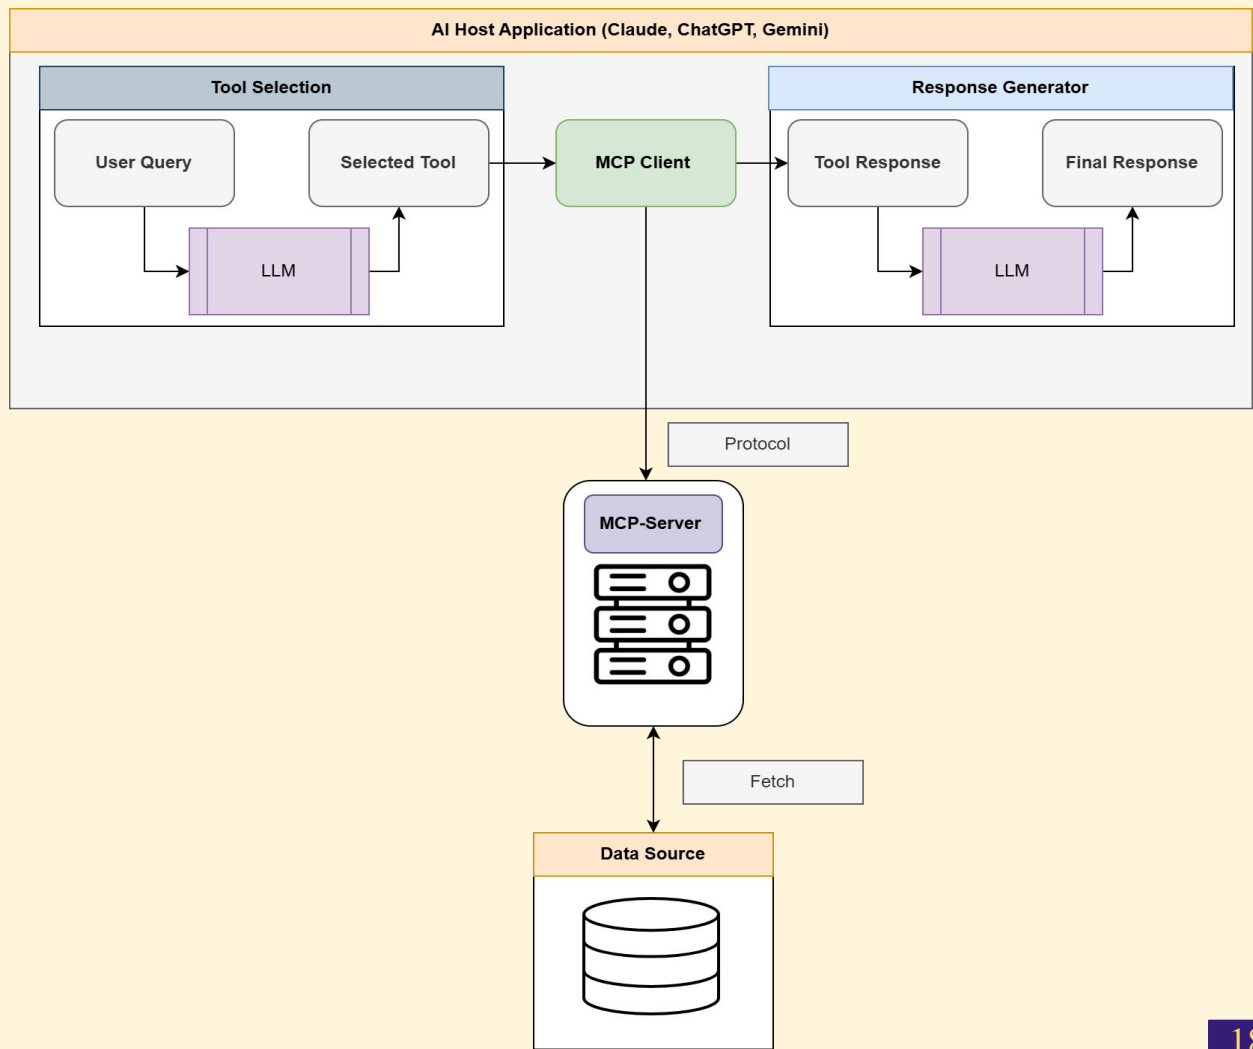 AI Host Application (Claude, ChatGPT, Gemini)
Tool Selection
Response Generator
User Query
Selected Tool
MCP Client
Tool Response
Final Response
LLM
LLM
Protocol
MCP-Server
Fetch
Data Source